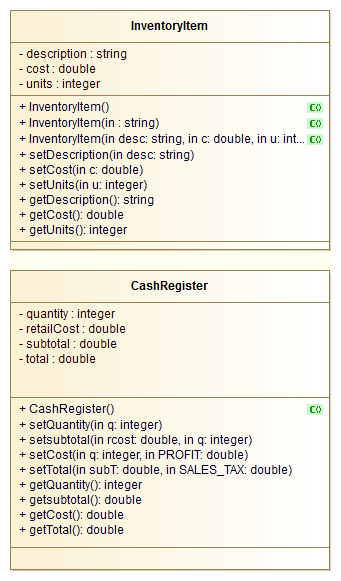 InventoryItem
- description : string
- cost : double
- units : integer
+ InventoryItem()
+ InventoryItem(in : string)
+ InventoryItem(in desc: string, in c: double, in u: int...
+ setDescription(in desc: string)
+ setCost(in c: double)
+ setUnits(in u: integer)
+ getDescription(): string
+ getCost(): double
+ getUnits(): integer
CashRegister
- quantity : integer
- retailCost : double
- subtotal : double
- total : double
+ CashRegister()
+ setQuantity(in q: integer)
+ setsubtotal(in rcost: double, in q: integer)
+ setCost(in q: integer, in PROFIT: double)
+ setTotal(in subT: double, in SALES_TAX: double)
+ getQuantity(): integer
+ getsubtotal(): double
+ getCost(): double
+ getTotal(): double